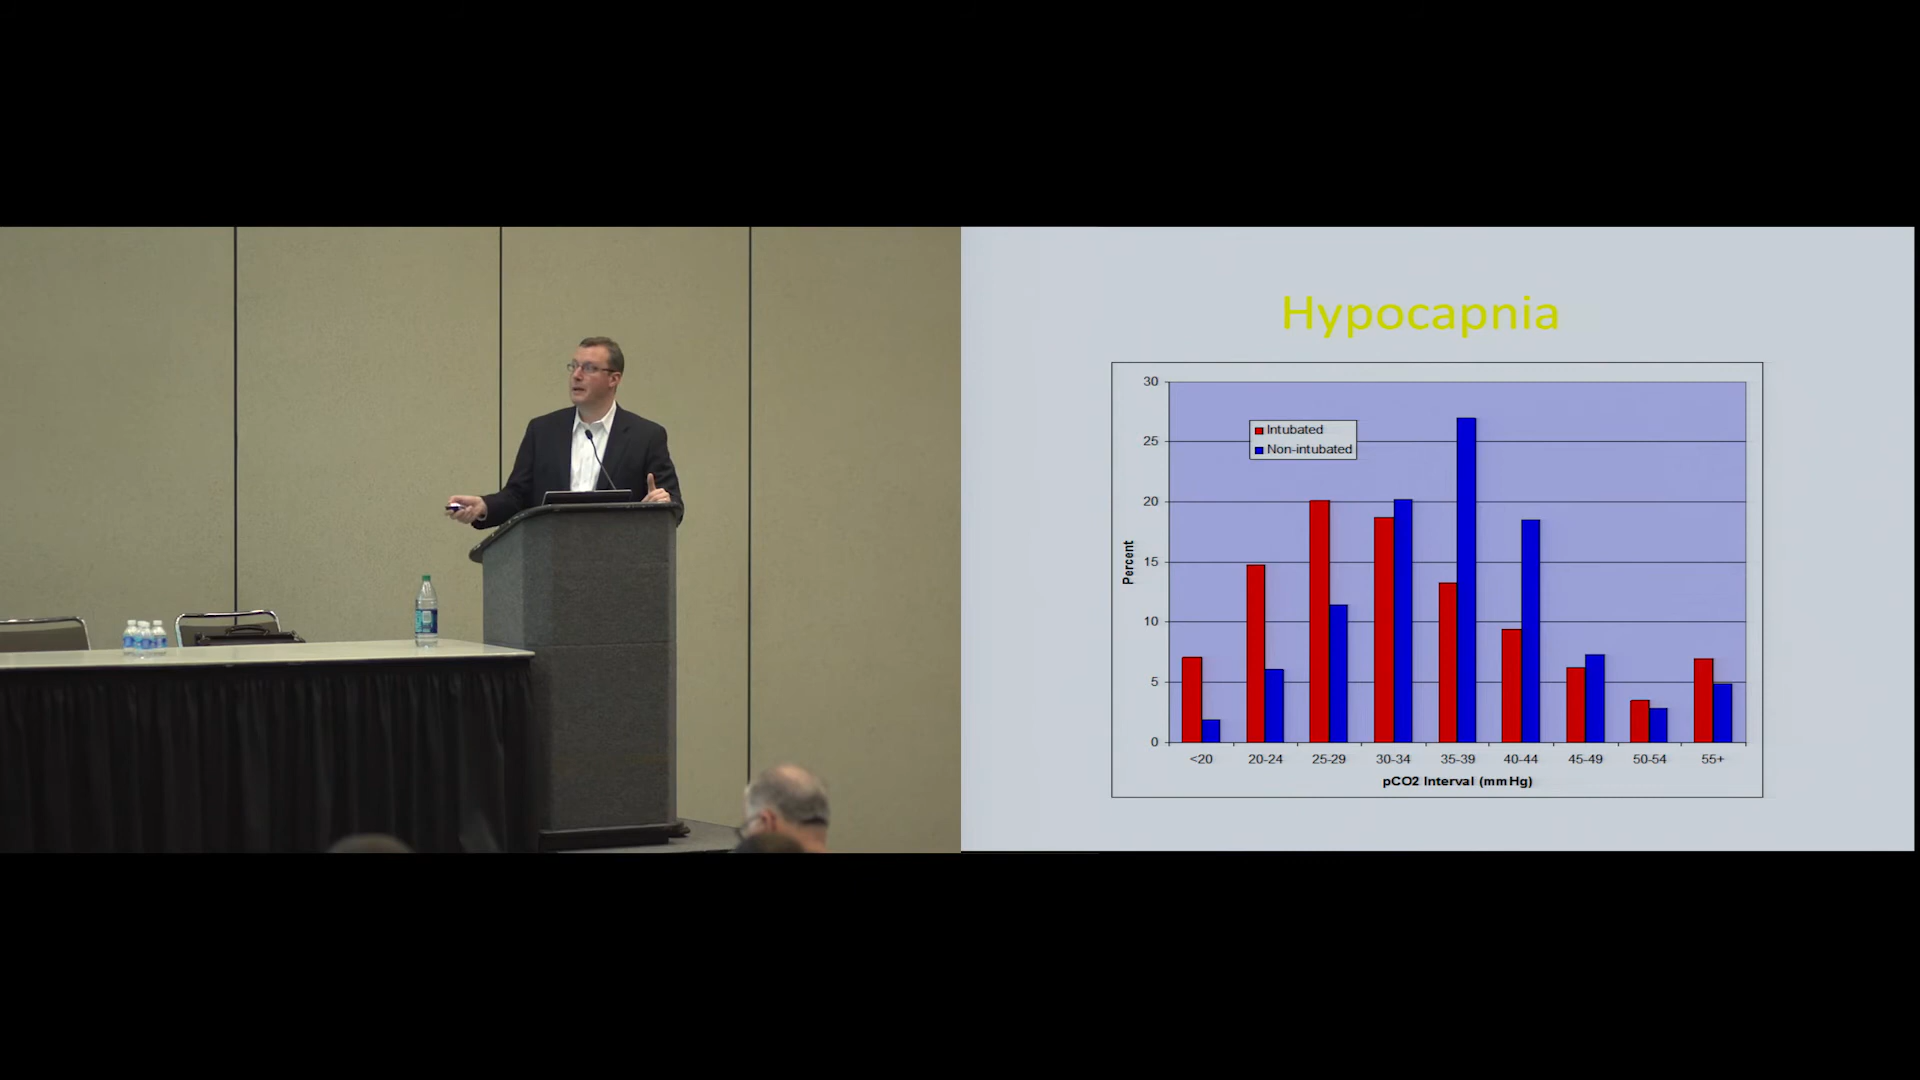 Hypocapnia
30
25
20
15
10
5
0
Percent
Intubated
Non-intubated
<20 20-24 25-29 30-34 35-39 40-44 45-49 50-54 55+
pCO2 Interval (mmHg)